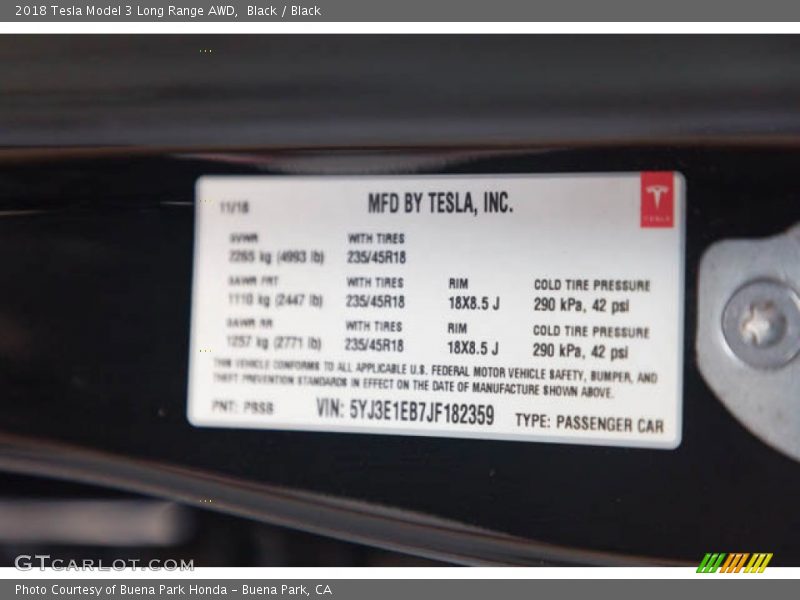 2018 Tesla Model 3 Long Range AWD, Black / Black
11/18 MFD BY TESLA, INC.
TESLA
GVWR WITH TIRES
2265 kg (4993 lb) 235/45R18
GAWR FRT WITH TIRES RIM COLD TIRE PRESSURE
1110 kg (2447 lb) 235/45R18 18X8.5 J 290 kPa, 42 psi
GAWR RR WITH TIRES RIM COLD TIRE PRESSURE
1257 kg (2771 lb) 235/45R18 18X8.5 J 290 kPa, 42 psi
THIS VEHICLE CONFORMS TO ALL APPLICABLE U.S. FEDERAL MOTOR VEHICLE SAFETY, BUMPER, AND
THEFT PREVENTION STANDARDS IN EFFECT ON THE DATE OF MANUFACTURE SHOWN ABOVE.
PNT: PBSB VIN: 5YJ3E1EB7JF182359 TYPE: PASSENGER CAR
GTCARLOT.COM
Photo Courtesy of Buena Park Honda - Buena Park, CA